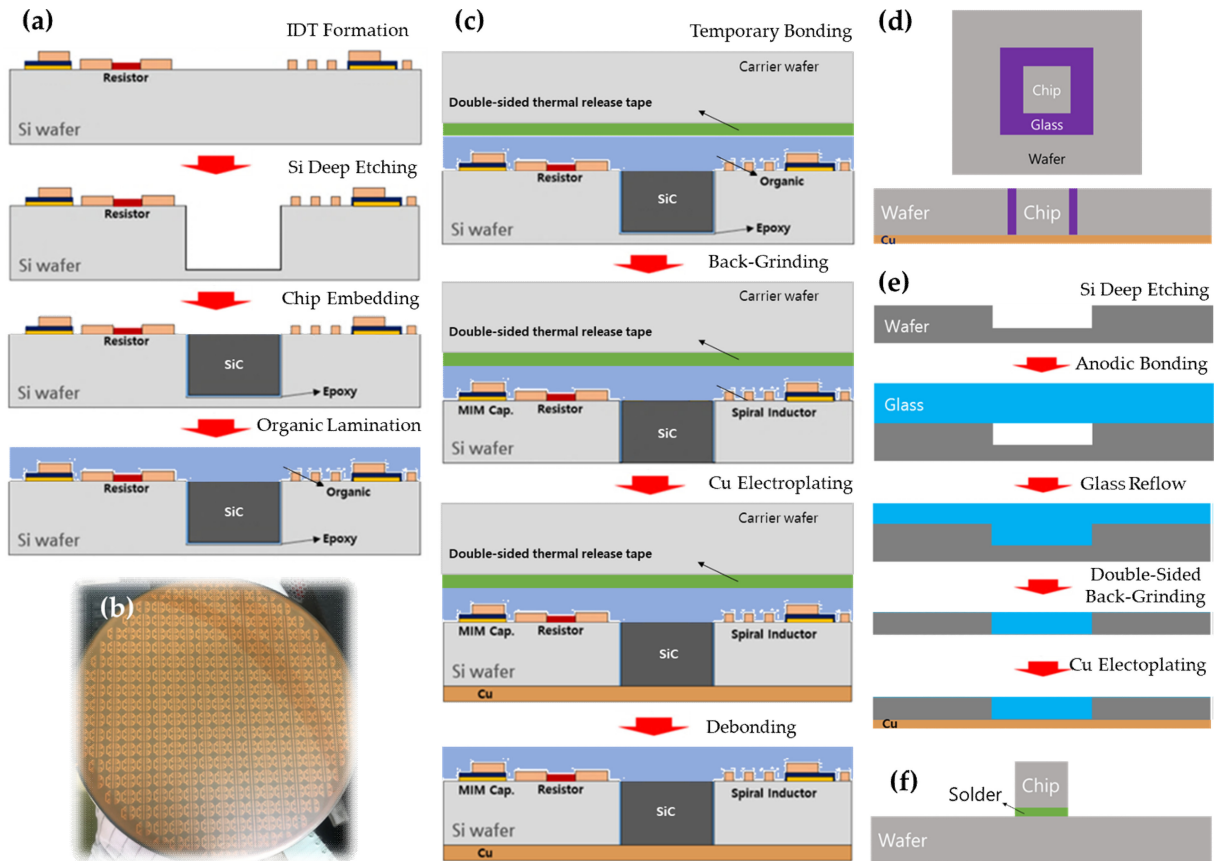 (a)
IDT Formation
Resistor
Si wafer
Si Deep Etching
Resistor
Si wafer
Chip Embedding
SiC
Si wafer
Epoxy
Organic Lamination
Resistor
Organic
SiC
Si wafer
Epoxy
(b)
(c)
Temporary Bonding
Carrier wafer
Double-sided thermal release tape
Resistor
Organic
SiC
Si wafer
Epoxy
Back-Grinding
Carrier wafer
Double-sided thermal release tape
MIM Cap.
Resistor
Spiral Inductor
SiC
Si wafer
Cu Electroplating
Carrier wafer
Double-sided thermal release tape
MIM Cap.
Resistor
Spiral Inductor
SiC
Si wafer
Cu
Debonding
MIM Cap.
Resistor
Spiral Inductor
SiC
Si wafer
Cu
(d)
Chip
Glass
Wafer
Wafer
Chip
Cu
(e)
Si Deep Etching
Wafer
Anodic Bonding
Glass
Glass Reflow
Double-Sided
Back-Grinding
Cu Electoplating
Cu
(f)
Chip
Solder
Wafer